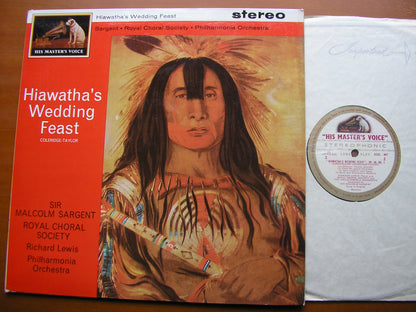 Hiawatha's Wedding Feast
stereo
Sargent • Royal Choral Society • Philharmonia Orchestra
HIS MASTER'S VOICE
Hiawatha's
Wedding
Feast
COLERIDGE-TAYLOR
SIR
MALCOLM SARGENT
ROYAL CHORAL
SOCIETY
Richard Lewis
Philharmonia
Orchestra
"HIS MASTER'S VOICE"
STEREOPHONIC